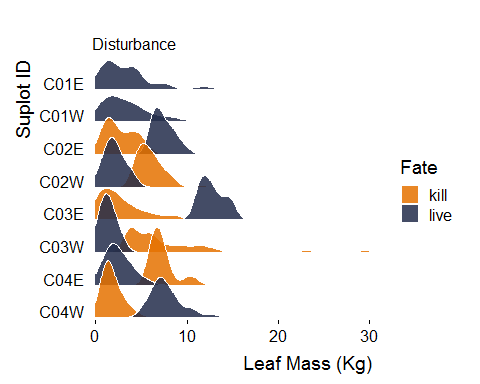 Disturbance
Suplot ID
C01E
C01W
C02E
C02W
C03E
C03W
C04E
C04W
0 10 20 30
Leaf Mass (Kg)
Fate
kill
live